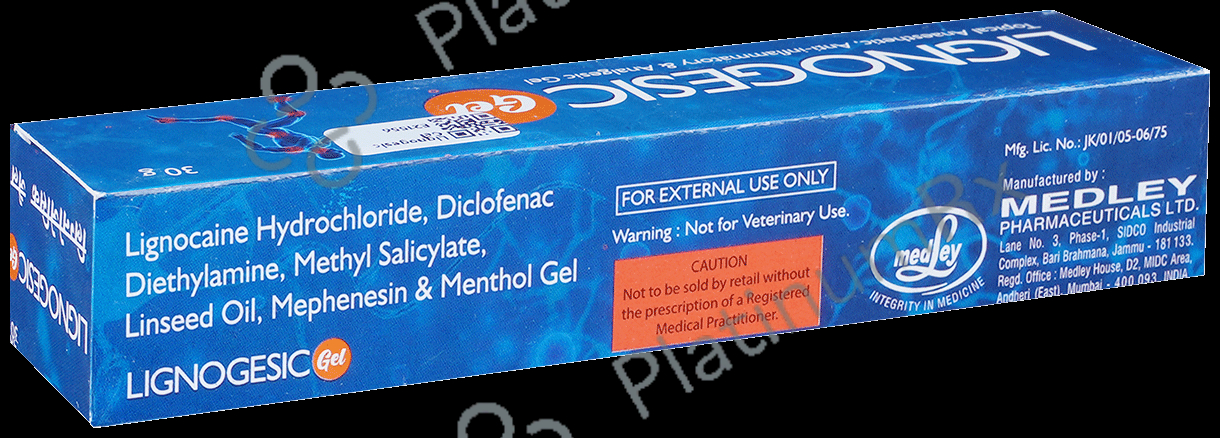 LIGNOGESIC Gel
Topical Anaesthetic, Anti-inflammatory & Analgesic Gel
Lignogesic
30 g
Lignocaine Hydrochloride, Diclofenac
Diethylamine, Methyl Salicylate,
Linseed Oil, Mephenesin & Menthol Gel
LIGNOGESIC Gel
FOR EXTERNAL USE ONLY
Warning : Not for Veterinary Use.
CAUTION
Not to be sold by retail without
the prescription of a Registered
Medical Practitioner.
medley
INTEGRITY IN MEDICINE
Mfg. Lic. No.: JK/01/05-06/75
Manufactured by :
MEDLEY
PHARMACEUTICALS LTD.
Lane No. 3, Phase-1, SIDCO Industrial
Complex, Bari Brahmana, Jammu - 181 133.
Regd. Office : Medley House, D2, MIDC Area,
Andheri (East), Mumbai - 400 093, INDIA.
LIGNOGESIC Gel
30
PlatinumRx
Platinum
Platinum